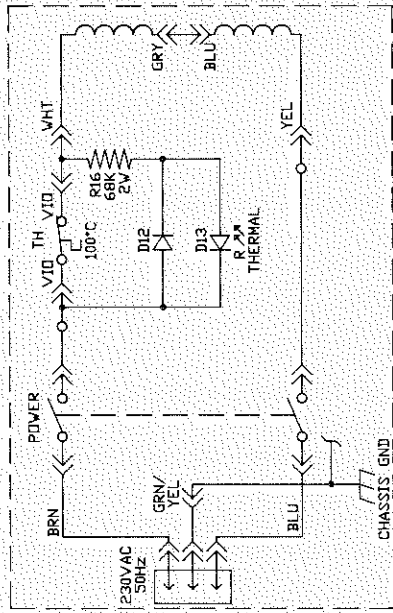 230VAC
50Hz
BRN
GRN/
YEL
BLU
CHASSIS GND
POWER
VIO
TH
VIO
100°C
WHT
R16
68K
2W
D12
D13
R
THERMAL
GRY
BLU
YEL